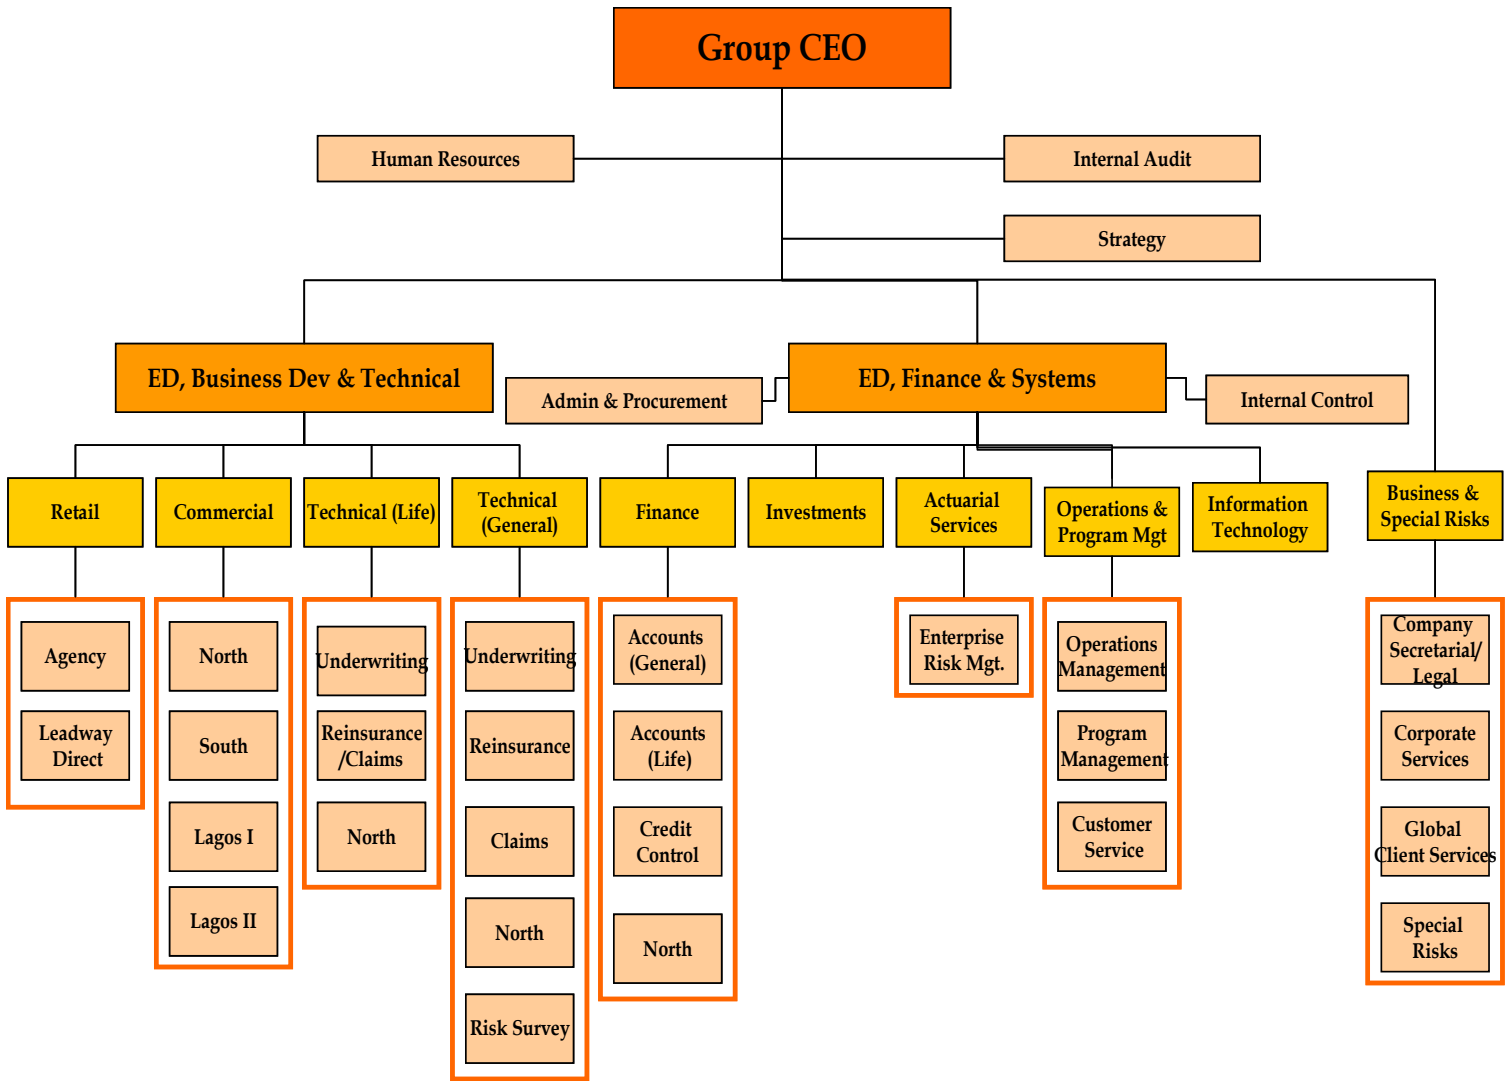 Group CEO
Human Resources
Internal Audit
Strategy
ED, Business Dev & Technical
ED, Finance & Systems
Admin & Procurement
Internal Control
Retail
Commercial
Technical (Life)
Technical
(General)
Finance
Investments
Actuarial
Services
Operations &
Program Mgt
Information
Technology
Business &
Special Risks
Agency
Leadway
Direct
North
South
Lagos I
Lagos II
Underwriting
Reinsurance
/Claims
North
Underwriting
Reinsurance
Claims
North
Risk Survey
Accounts
(General)
Accounts
(Life)
Credit
Control
North
Enterprise
Risk Mgt.
Operations
Management
Program
Management
Customer
Service
Company
Secretarial/
Legal
Corporate
Services
Global
Client Services
Special
Risks